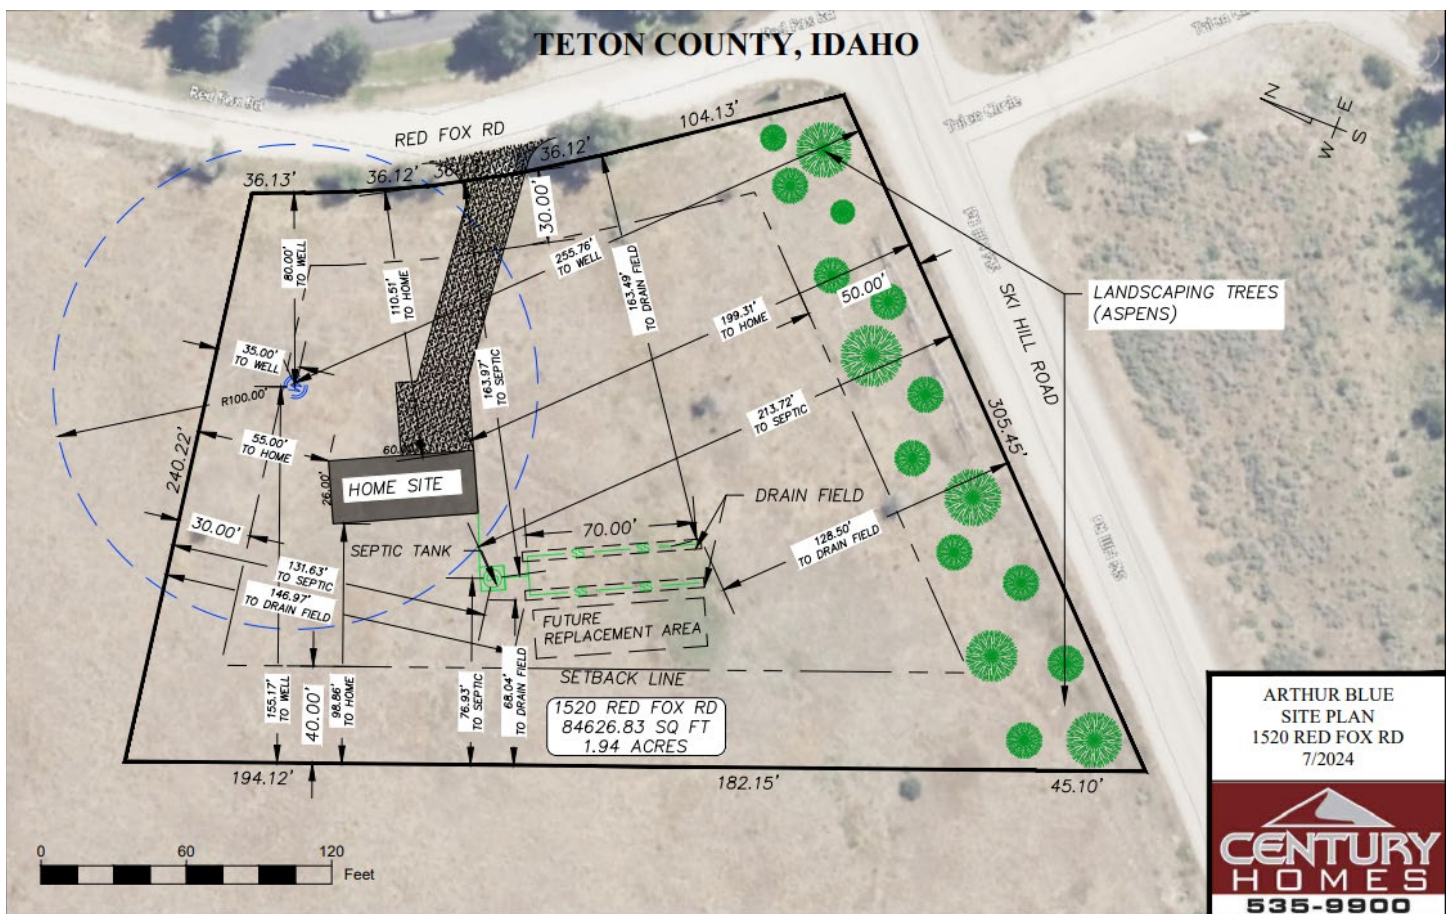 TETON COUNTY, IDAHO
Red Fox Rd
Red Fox Rd
Teton Circle
RED FOX RD
36.13'
36.12'
36.12'
104.13'
30.00'
80.00'
TO WELL
110.51'
TO HOME
255.76'
TO WELL
163.49'
TO DRAIN FIELD
N
E
W
S
50.00'
199.31'
TO HOME
SKI HILL ROAD
LANDSCAPING TREES
(ASPENS)
35.00'
TO WELL
R100.00'
163.97'
TO SEPTIC
213.72'
TO SEPTIC
305.45'
240.22'
55.00'
TO HOME
26.00'
HOME SITE
30.00'
SEPTIC TANK
70.00'
DRAIN FIELD
128.50'
TO DRAIN FIELD
131.63'
TO SEPTIC
146.97'
TO DRAIN FIELD
FUTURE
REPLACEMENT AREA
SETBACK LINE
155.17'
TO WELL
40.00'
98.86'
TO HOME
76.93'
TO SEPTIC
68.04'
TO DRAIN FIELD
1520 RED FOX RD
84626.83 SQ FT
1.94 ACRES
194.12'
182.15'
45.10'
0 60 120
Feet
ARTHUR BLUE
SITE PLAN
1520 RED FOX RD
7/2024
CENTURY
HOMES
535-9900